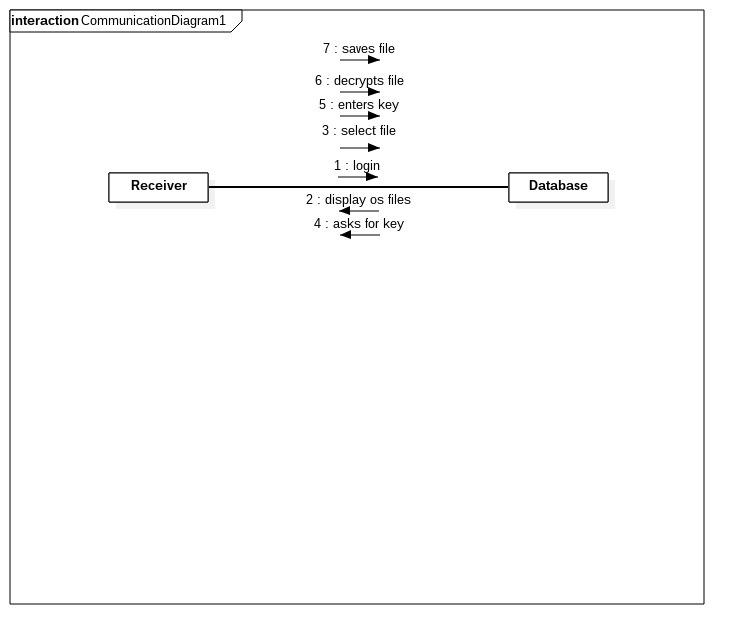 interaction CommunicationDiagram1
7 : saves file
6 : decrypts file
5 : enters key
3 : select file
1 : login
Receiver
Database
2 : display os files
4 : asks for key